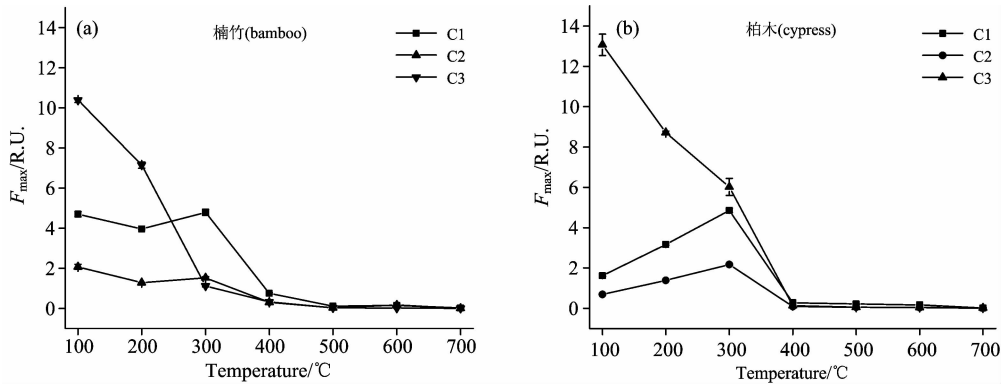 (a)
楠竹(bamboo)
C1
C2
C3
14
12
10
8
6
4
2
0
Fmax/R.U.
100 200 300 400 500 600 700
Temperature/℃
(b)
柏木(cypress)
C1
C2
C3
14
12
10
8
6
4
2
0
Fmax/R.U.
100 200 300 400 500 600 700
Temperature/℃